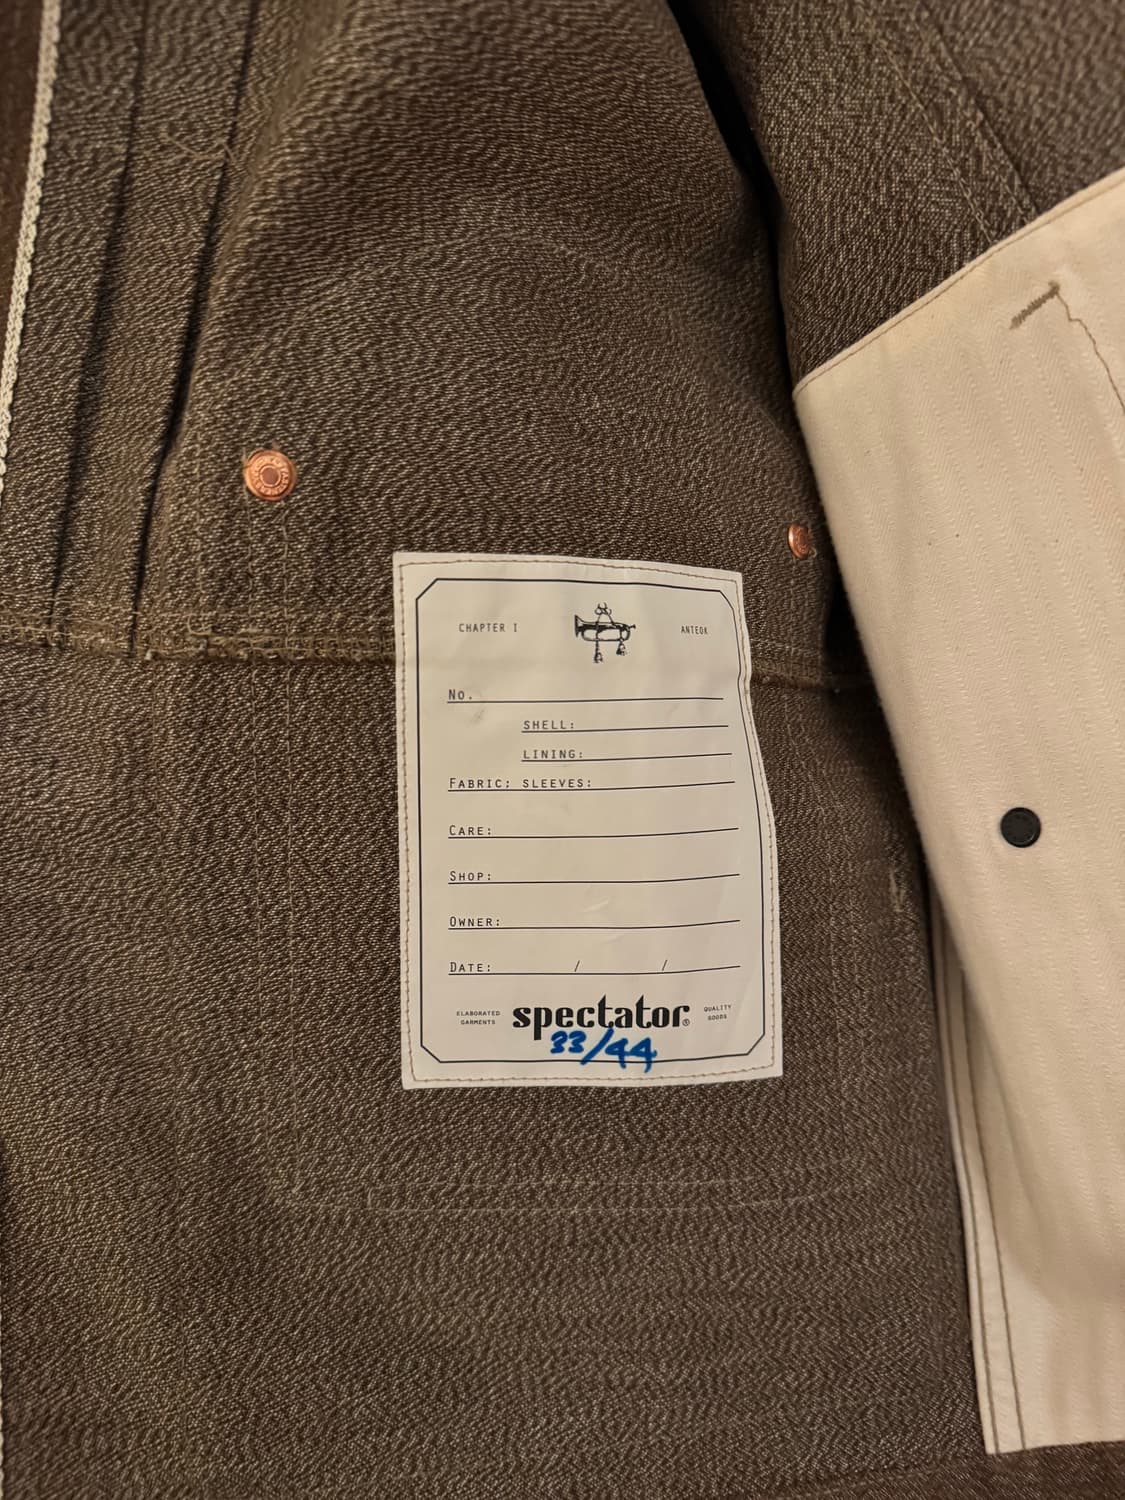 CHAPTER I
ANTEOK
No.
SHELL:
LINING:
FABRIC; SLEEVES:
CARE:
SHOP:
OWNER:
DATE: / /
ELABORATED
GARMENTS
spectator®
QUALITY
GOODS
33/44